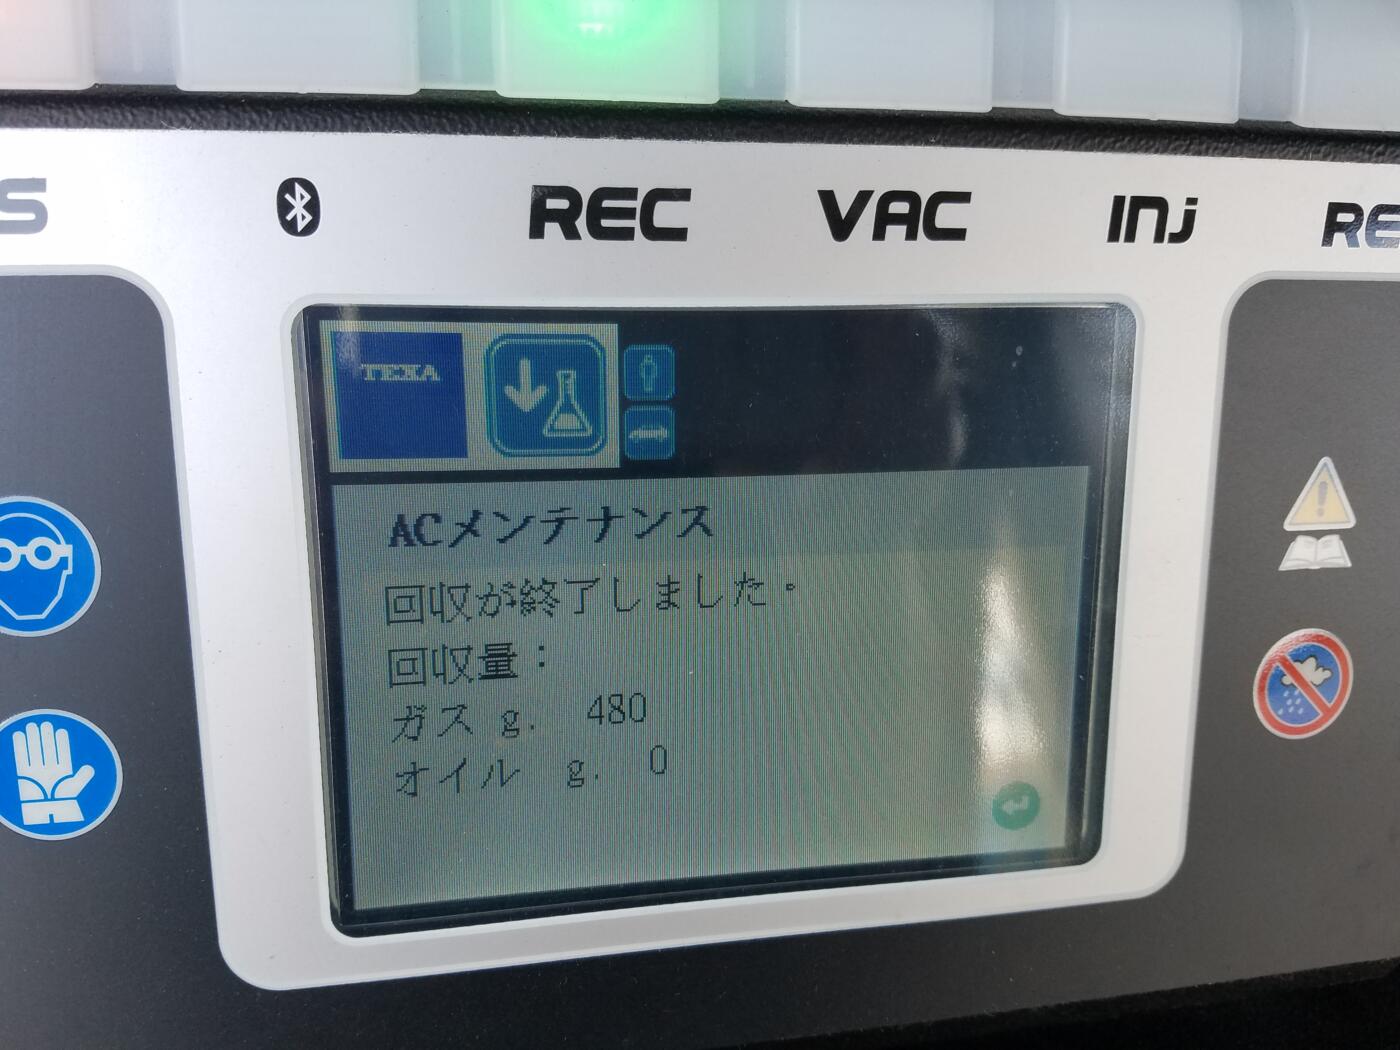 S
REC
VAC
INj
RE
TEXA
ACメンテナンス
回収が終了しました。
回収量:
ガス g. 480
オイル g. 0